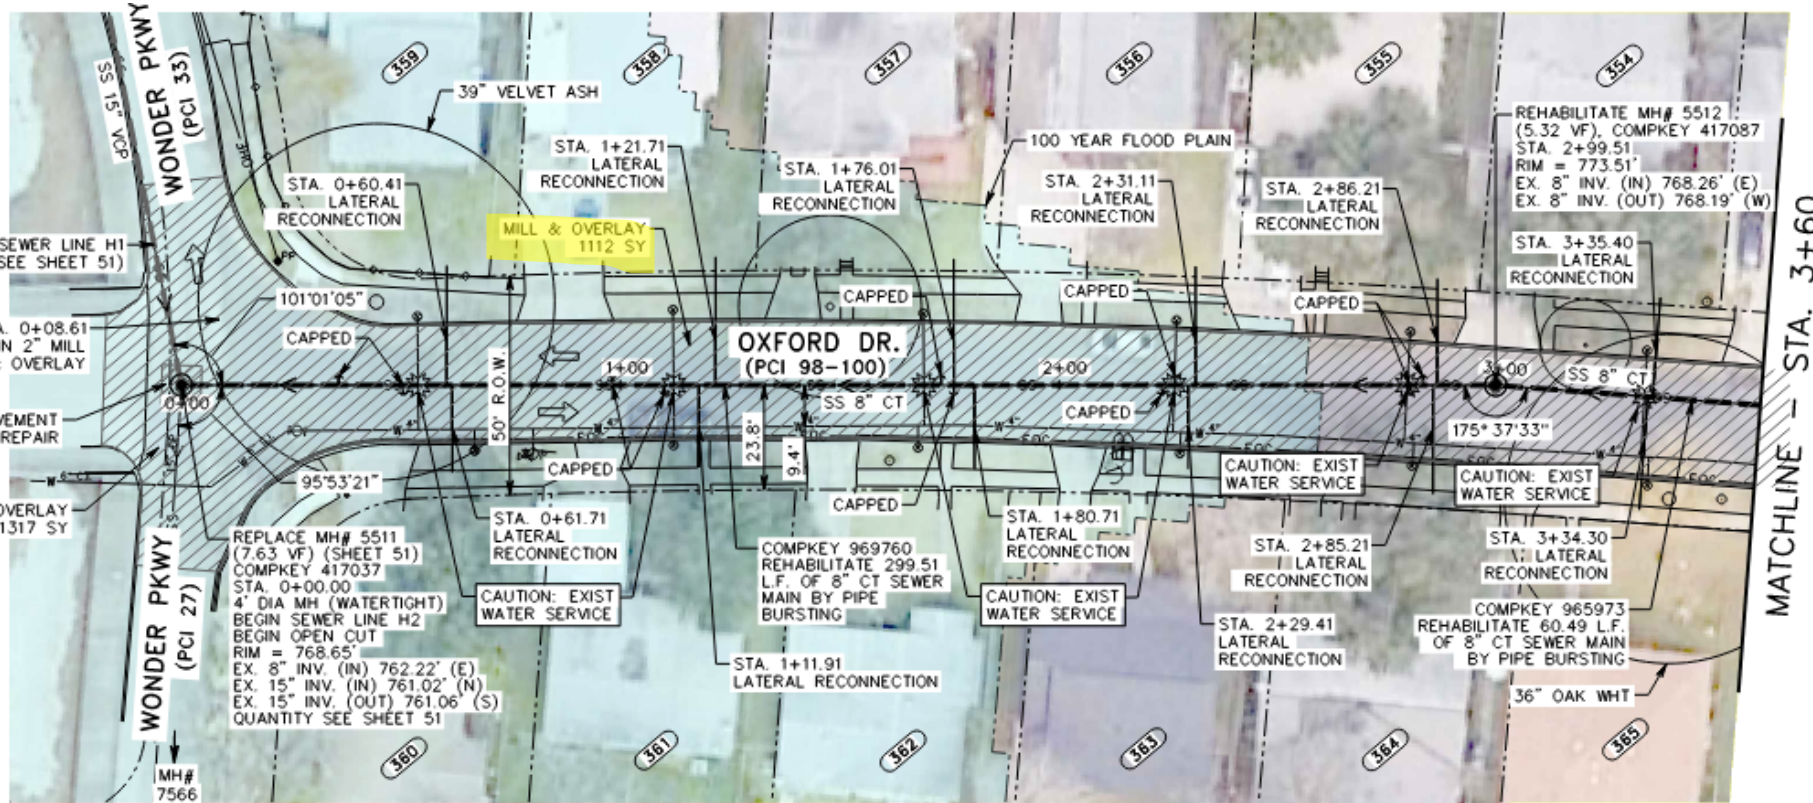 WONDER PKWY
(PCI 33)
SS 15" VCP
OHE
359
358
357
356
355
354
39" VELVET ASH
STA. 1+21.71
LATERAL
RECONNECTION
STA. 0+60.41
LATERAL
RECONNECTION
MILL & OVERLAY
1112 SY
STA. 1+76.01
LATERAL
RECONNECTION
100 YEAR FLOOD PLAIN
STA. 2+31.11
LATERAL
RECONNECTION
STA. 2+86.21
LATERAL
RECONNECTION
REHABILITATE MH# 5512
(5.32 VF), COMPKEY 417087
STA. 2+99.51
RIM = 773.51'
EX. 8" INV. (IN) 768.26' (E)
EX. 8" INV. (OUT) 768.19' (W)
STA. 3+35.40
LATERAL
RECONNECTION
MATCHLINE - STA. 3+60
SEWER LINE H1
SEE SHEET 51)
PP
101°01'05"
0+08.61
2" MILL
OVERLAY
CAPPED
CAPPED
CAPPED
CAPPED
OXFORD DR.
(PCI 98-100)
0+00
1+00
2+00
3+00
SS 8" CT
SS 8" CT
50' R.O.W.
23.8'
9.4'
W 4"
W 4"
W 4"
W 4"
W 4"
CAPPED
175°37'33"
REPAIR
95°53'21"
OVERLAY
1317 SY
CAPPED
CAPPED
CAUTION: EXIST
WATER SERVICE
CAUTION: EXIST
WATER SERVICE
STA. 0+61.71
LATERAL
RECONNECTION
STA. 1+80.71
LATERAL
RECONNECTION
STA. 2+85.21
LATERAL
RECONNECTION
STA. 3+34.30
LATERAL
RECONNECTION
WONDER PKWY
(PCI 27)
REPLACE MH# 5511
(7.63 VF) (SHEET 51)
COMPKEY 417037
STA. 0+00.00
4' DIA MH (WATERTIGHT)
BEGIN SEWER LINE H2
BEGIN OPEN CUT
RIM = 768.65'
EX. 8" INV. (IN) 762.22' (E)
EX. 15" INV. (IN) 761.02' (N)
EX. 15" INV. (OUT) 761.06' (S)
QUANTITY SEE SHEET 51
CAUTION: EXIST
WATER SERVICE
COMPKEY 969760
REHABILITATE 299.51
L.F. OF 8" CT SEWER
MAIN BY PIPE
BURSTING
CAUTION: EXIST
WATER SERVICE
STA. 2+29.41
LATERAL
RECONNECTION
COMPKEY 965973
REHABILITATE 60.49 L.F.
OF 8" CT SEWER MAIN
BY PIPE BURSTING
STA. 1+11.91
LATERAL RECONNECTION
36" OAK WHT
360
361
362
363
364
365
MH#
7566